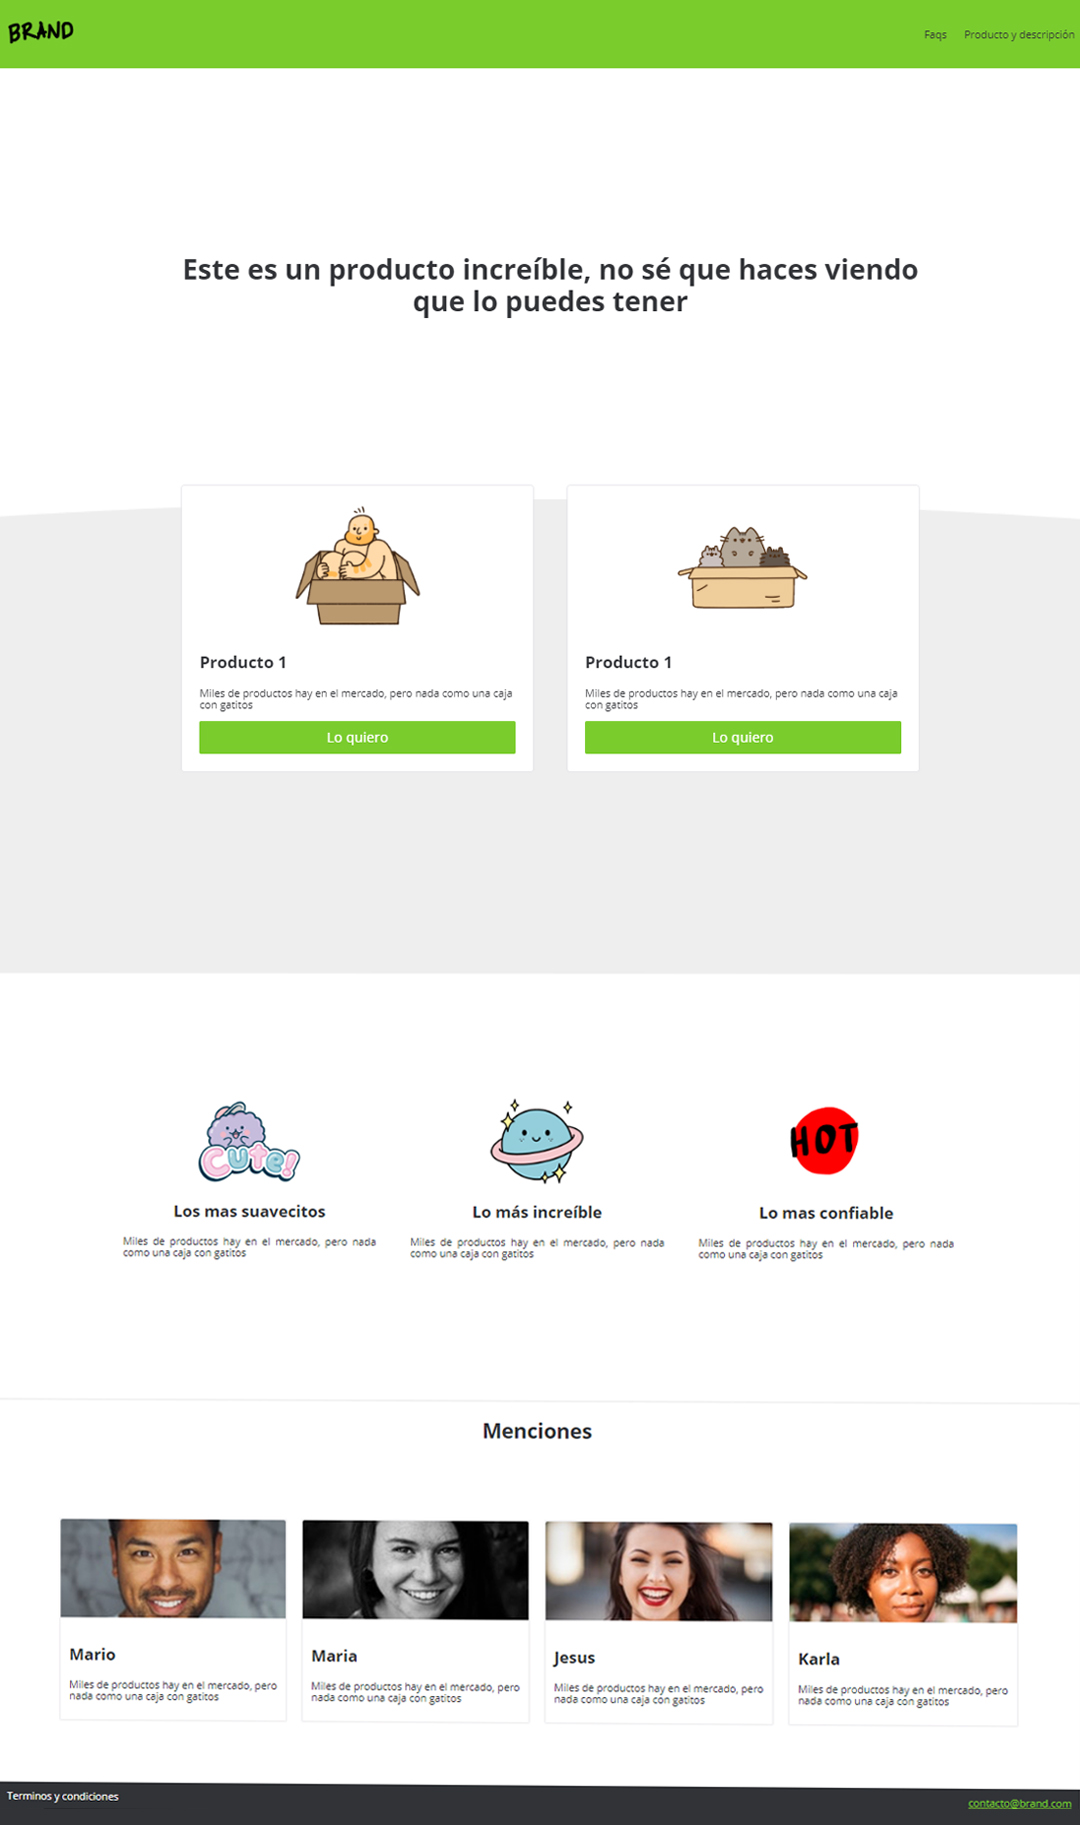 BRAND
Faqs Producto y descripción
Este es un producto increíble, no sé que haces viendo
que lo puedes tener
Producto 1
Miles de productos hay en el mercado, pero nada como una caja
con gatitos
Lo quiero
Producto 1
Miles de productos hay en el mercado, pero nada como una caja
con gatitos
Lo quiero
Cute!
Los mas suavecitos
Miles de productos hay en el mercado, pero nada
como una caja con gatitos
Lo más increíble
Miles de productos hay en el mercado, pero nada
como una caja con gatitos
HOT
Lo mas confiable
Miles de productos hay en el mercado, pero nada
como una caja con gatitos
Menciones
Mario
Miles de productos hay en el mercado, pero
nada como una caja con gatitos
Maria
Miles de productos hay en el mercado, pero
nada como una caja con gatitos
Jesus
Miles de productos hay en el mercado, pero
nada como una caja con gatitos
Karla
Miles de productos hay en el mercado, pero
nada como una caja con gatitos
Terminos y condiciones
contacto@brand.com